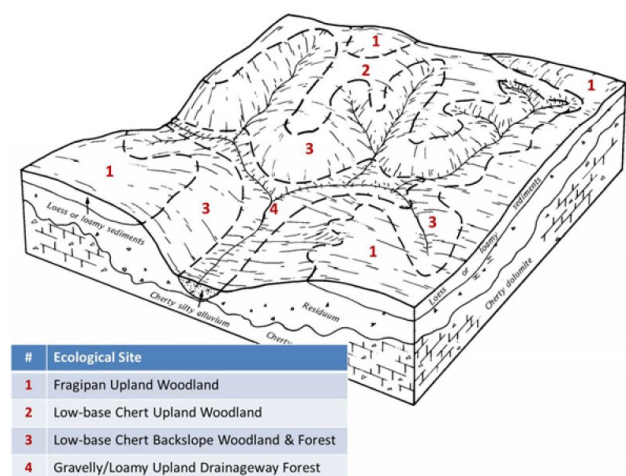 1
2
1
3
1
3
4
3
1
Loess or loamy sediments
Loess or loamy sediments
Cherty dolomite
Residuum
Cherty silty alluvium
Cherty
# Ecological Site
1 Fragipan Upland Woodland
2 Low-base Chert Upland Woodland
3 Low-base Chert Backslope Woodland & Forest
4 Gravelly/Loamy Upland Drainageway Forest